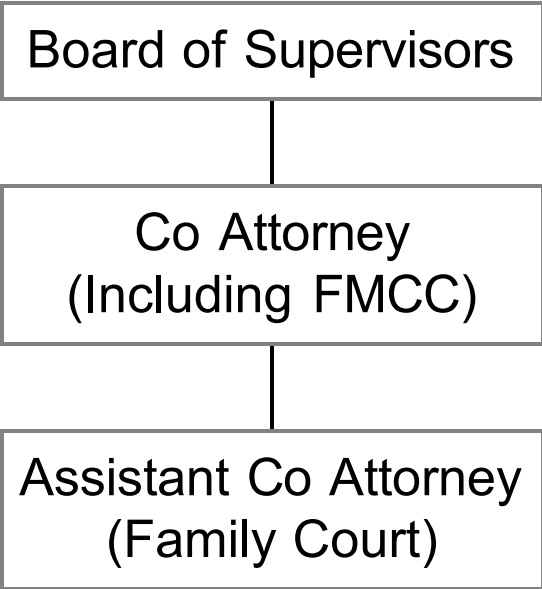 Board of Supervisors
Co Attorney
(Including FMCC)
Assistant Co Attorney
(Family Court)